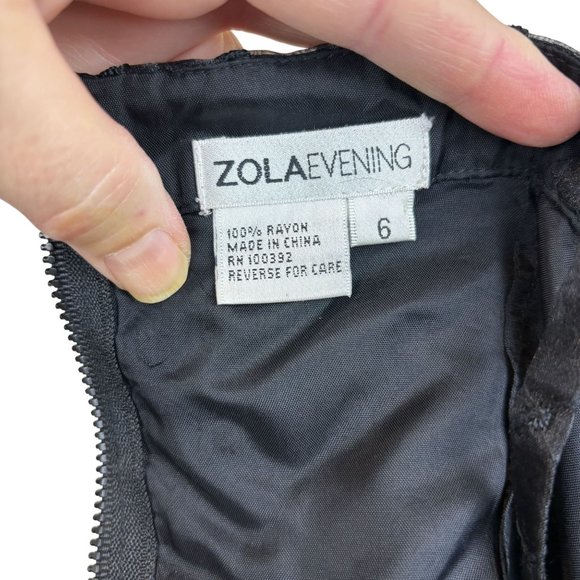 ZOLAEVENING
6
100% RAYON
MADE IN CHINA
RN 100392
REVERSE FOR CARE